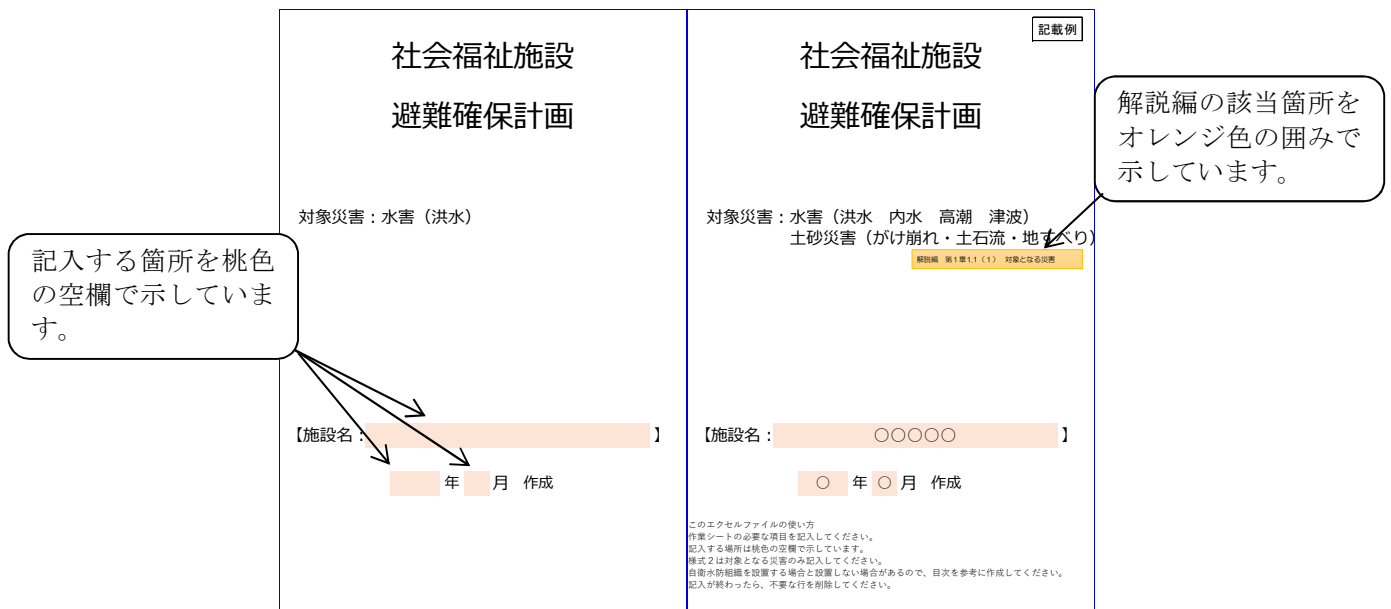 記入する箇所を桃色
の空欄で示していま
す。
社会福祉施設
避難確保計画
対象災害：水害（洪水）
【施設名： 】
年 月 作成
記載例
社会福祉施設
避難確保計画
対象災害：水害（洪水 内水 高潮 津波）
土砂災害（がけ崩れ・土石流・地すべり）
解説編 第１章1.1（１） 対象となる災害
【施設名： ○○○○○ 】
○ 年 ○ 月 作成
このエクセルファイルの使い方
作業シートの必要な項目を記入してください。
記入する場所は桃色の空欄で示しています。
様式２は対象となる災害のみ記入してください。
自衛水防組織を設置する場合と設置しない場合があるので、目次を参考に作成してください。
記入が終わったら、不要な行を削除してください。
解説編の該当箇所を
オレンジ色の囲みで
示しています。